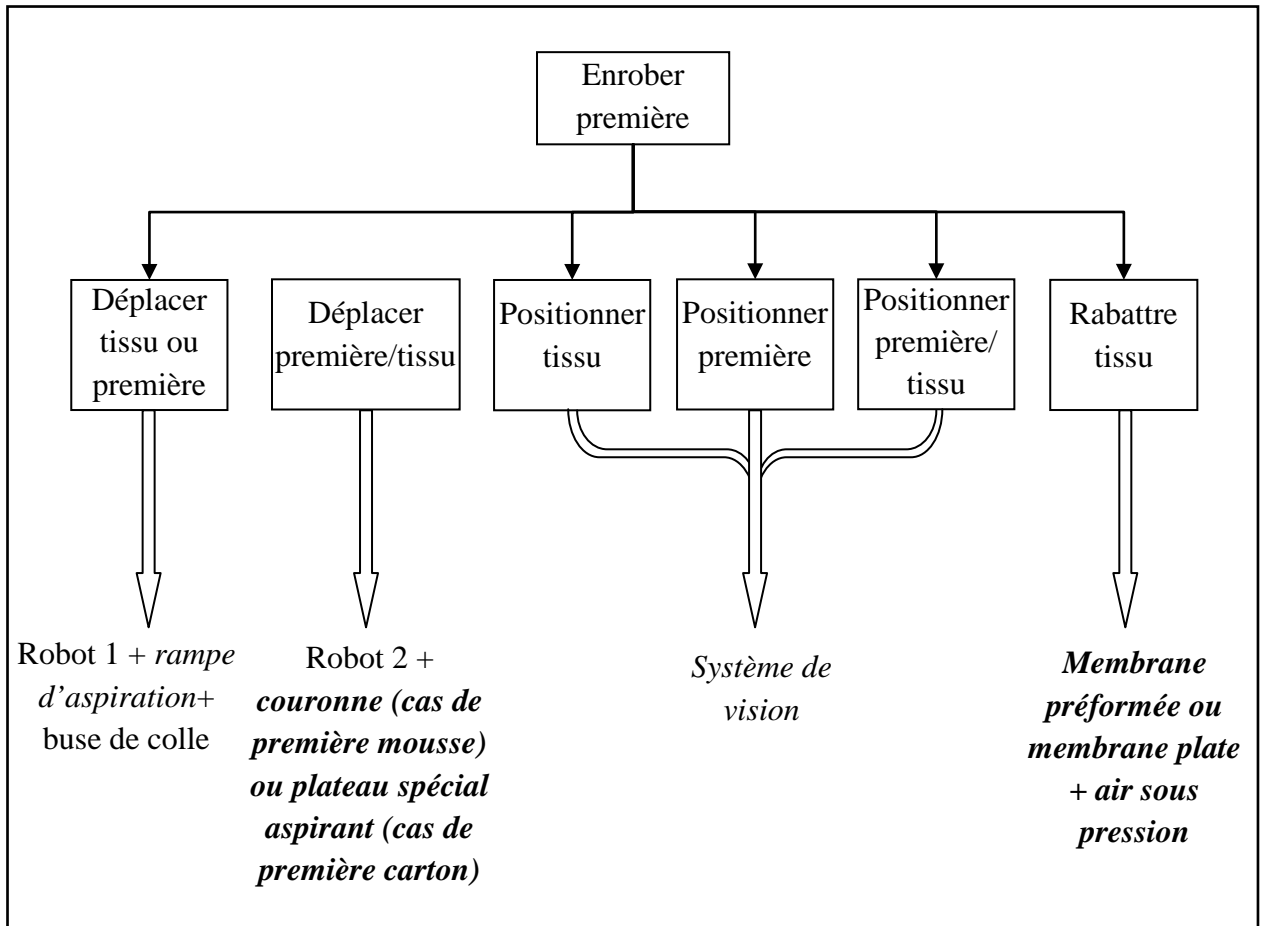 Enrober
première
Déplacer
tissu ou
première
Déplacer
première/tissu
Positionner
tissu
Positionner
première
Positionner
première/
tissu
Rabattre
tissu
Robot 1 + rampe
d’aspiration+
buse de colle
Robot 2 +
couronne (cas de
première mousse)
ou plateau spécial
aspirant (cas de
première carton)
Système de
vision
Membrane
préformée ou
membrane plate
+ air sous
pression